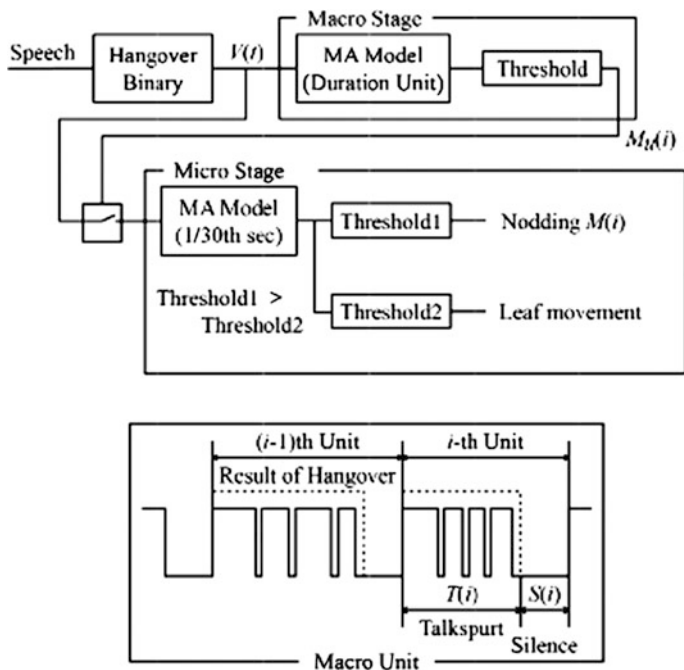 Macro Stage
Speech
Hangover
Binary
V(t)
MA Model
(Duration Unit)
Threshold
Mu(i)
Micro Stage
MA Model
(1/30th sec)
Threshold1
Nodding M(i)
Threshold1 >
Threshold2
Threshold2
Leaf movement
(i-1)th Unit
i-th Unit
Result of Hangover
T(i)
S(i)
Talkspurt
Silence
Macro Unit